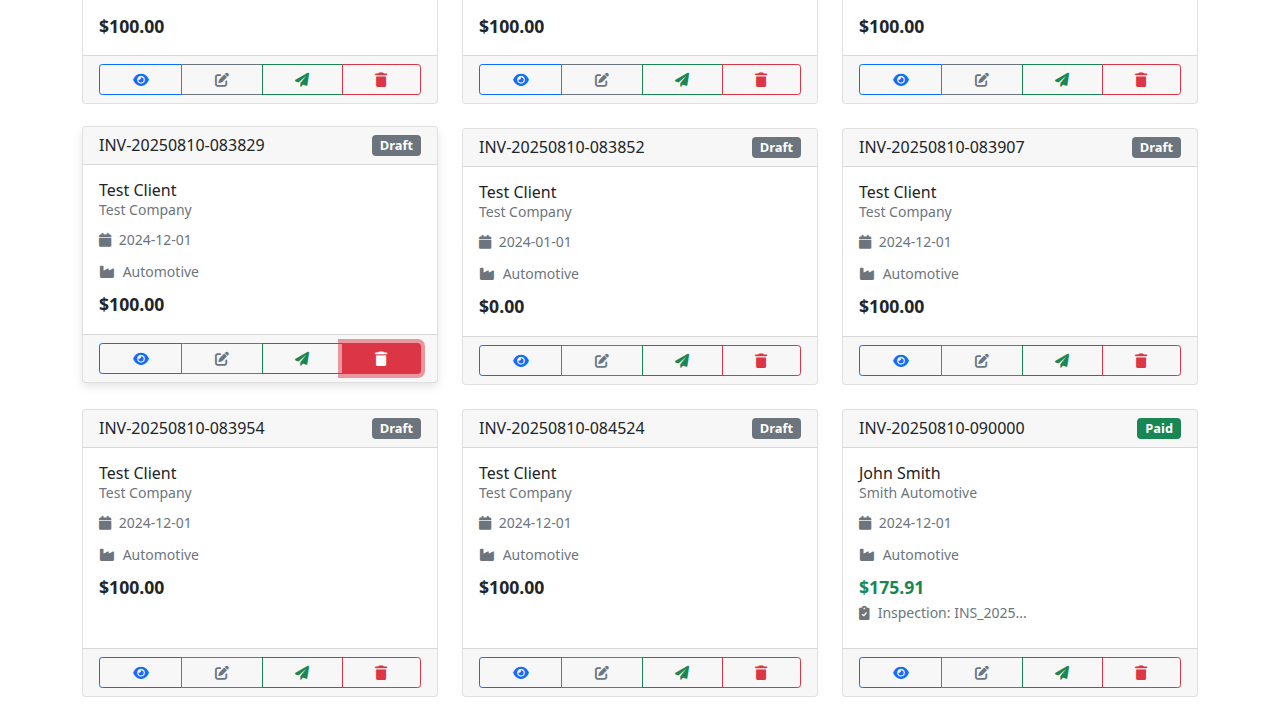 $100.00
$100.00
$100.00
INV-20250810-083829
Draft
Test Client
Test Company
2024-12-01
Automotive
$100.00
INV-20250810-083852
Draft
Test Client
Test Company
2024-01-01
Automotive
$0.00
INV-20250810-083907
Draft
Test Client
Test Company
2024-12-01
Automotive
$100.00
INV-20250810-083954
Draft
Test Client
Test Company
2024-12-01
Automotive
$100.00
INV-20250810-084524
Draft
Test Client
Test Company
2024-12-01
Automotive
$100.00
INV-20250810-090000
Paid
John Smith
Smith Automotive
2024-12-01
Automotive
$175.91
Inspection: INS_2025...